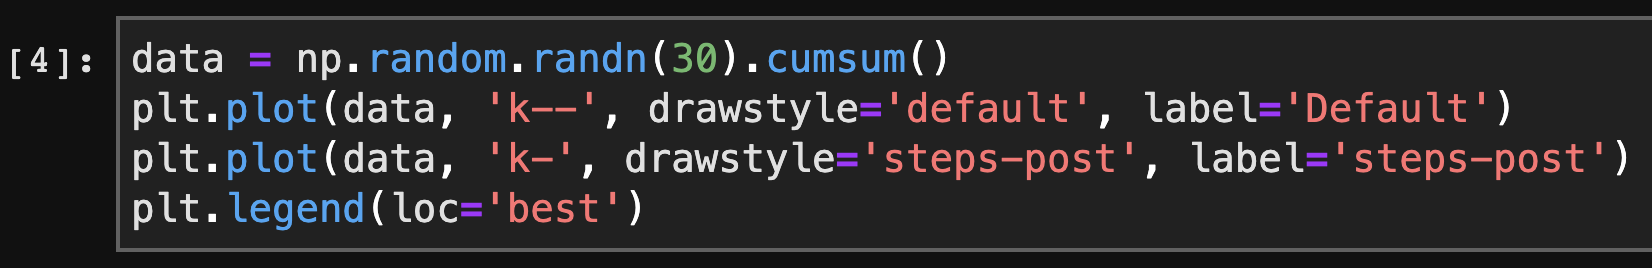 [4]: data = np.random.randn(30).cumsum()
plt.plot(data, 'k--', drawstyle='default', label='Default')
plt.plot(data, 'k-', drawstyle='steps-post', label='steps-post')
plt.legend(loc='best')